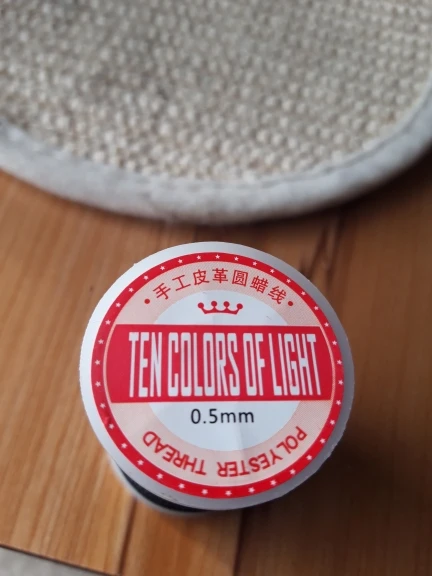 手工皮革圆蜡线
TEN COLORS OF LIGHT
0.5mm
POLYESTER THREAD